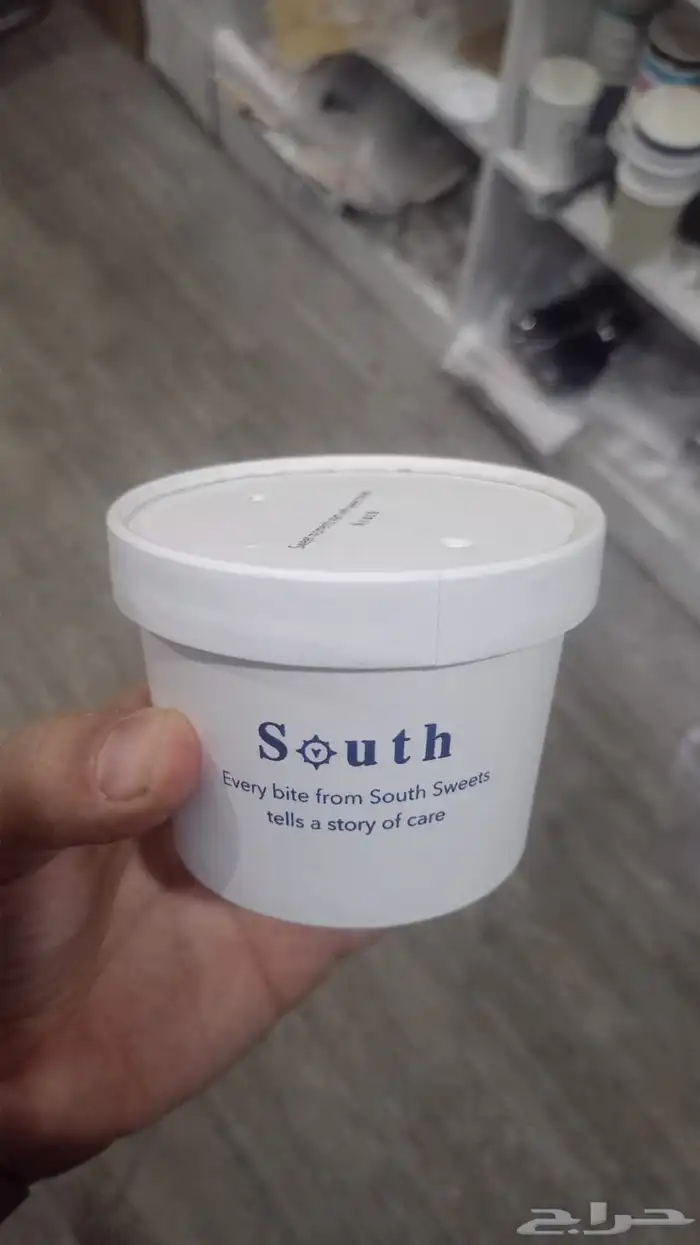 South
Every bite from South Sweets
tells a story of care
حراج